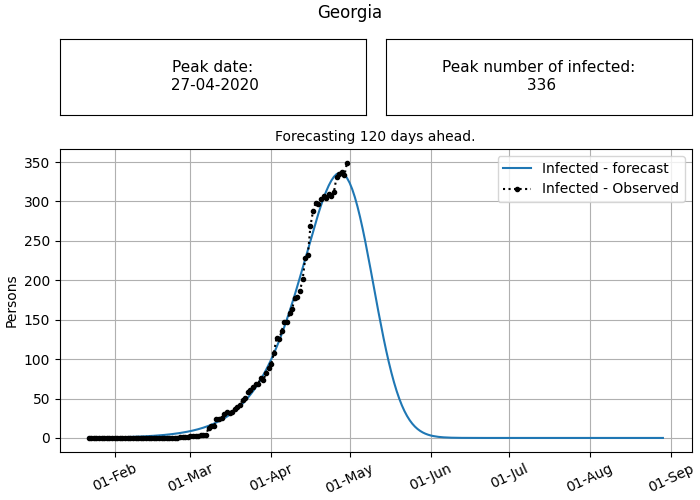 Georgia
Peak date:
27-04-2020
Peak number of infected:
336
Forecasting 120 days ahead.
Infected - forecast
Infected - Observed
Persons
350
300
250
200
150
100
50
0
01-Feb
01-Mar
01-Apr
01-May
01-Jun
01-Jul
01-Aug
01-Sep